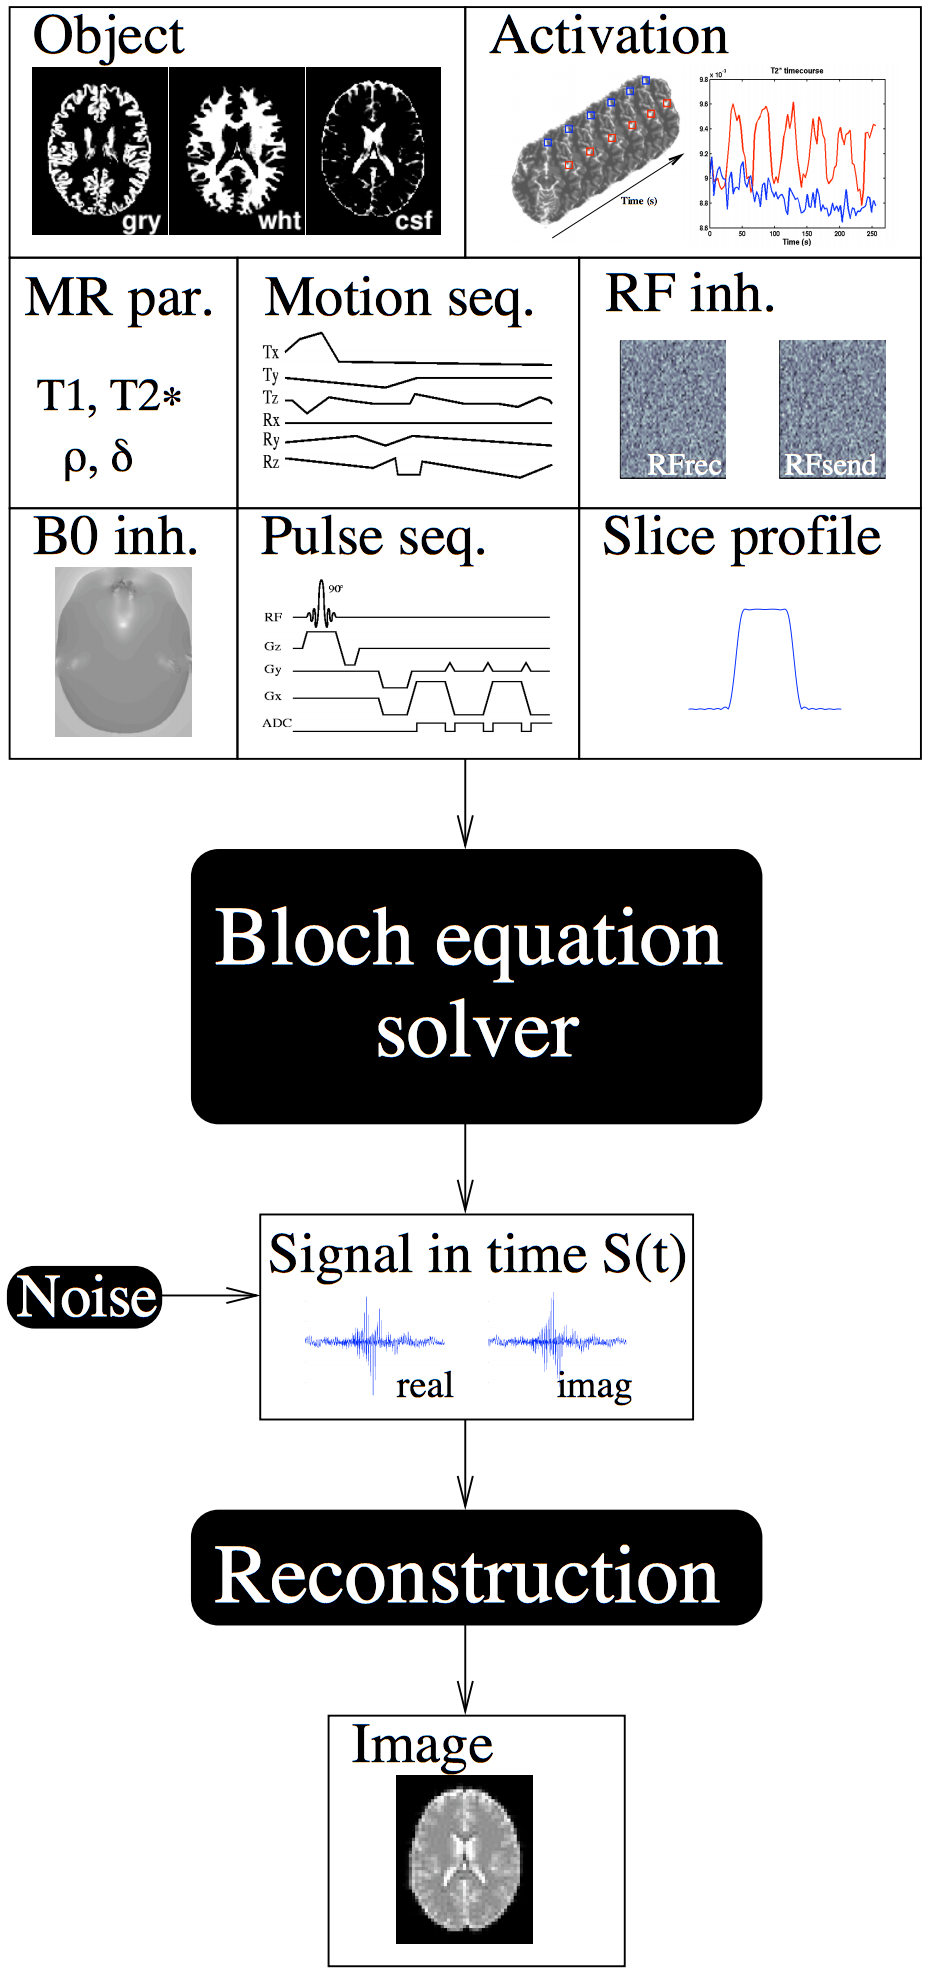 Object
gry
wht
csf
Activation
Time (s)
T2* timecourse
x 10⁻³
9.8
9.6
9.4
9.2
9
8.8
8.6
0
50
100
150
200
250
Time (s)
MR par.
T1, T2*
ρ, δ
Motion seq.
Tx
Ty
Tz
Rx
Ry
Rz
RF inh.
RFrec
RFsend
B0 inh.
Pulse seq.
90°
RF
Gz
Gy
Gx
ADC
Slice profile
Bloch equation
solver
Noise
Signal in time S(t)
real
imag
Reconstruction
Image